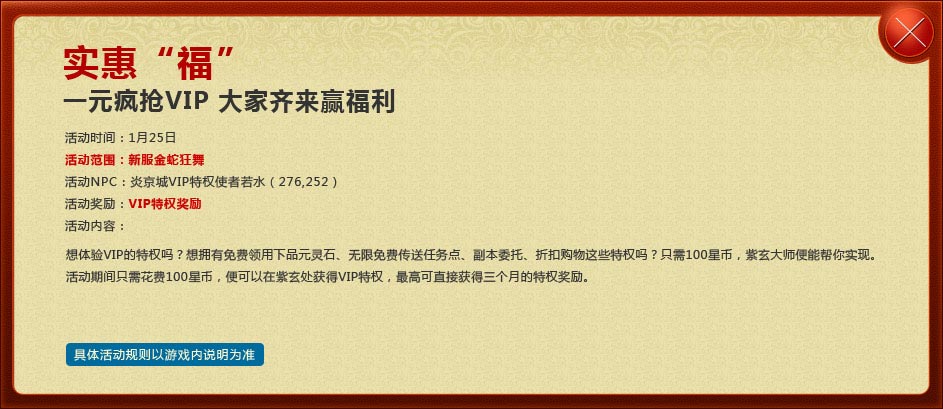 实惠“福”
一元疯抢VIP 大家齐来赢福利
活动时间：1月25日
活动范围：新服金蛇狂舞
活动NPC：炎京城VIP特权使者若水（276,252）
活动奖励：VIP特权奖励
活动内容：
想体验VIP的特权吗？想拥有免费领用下品元灵石、无限免费传送任务点、副本委托、折扣购物这些特权吗？只需100星币，紫玄大师便能帮你实现。
活动期间只需花费100星币，便可以在紫玄处获得VIP特权，最高可直接获得三个月的特权奖励。
具体活动规则以游戏内说明为准